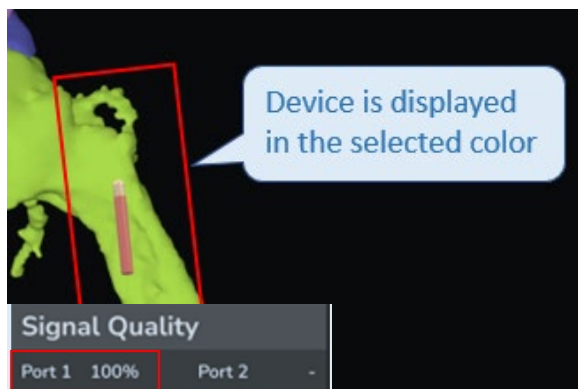 Device is displayed
in the selected color
Signal Quality
Port 1 100% Port 2 -